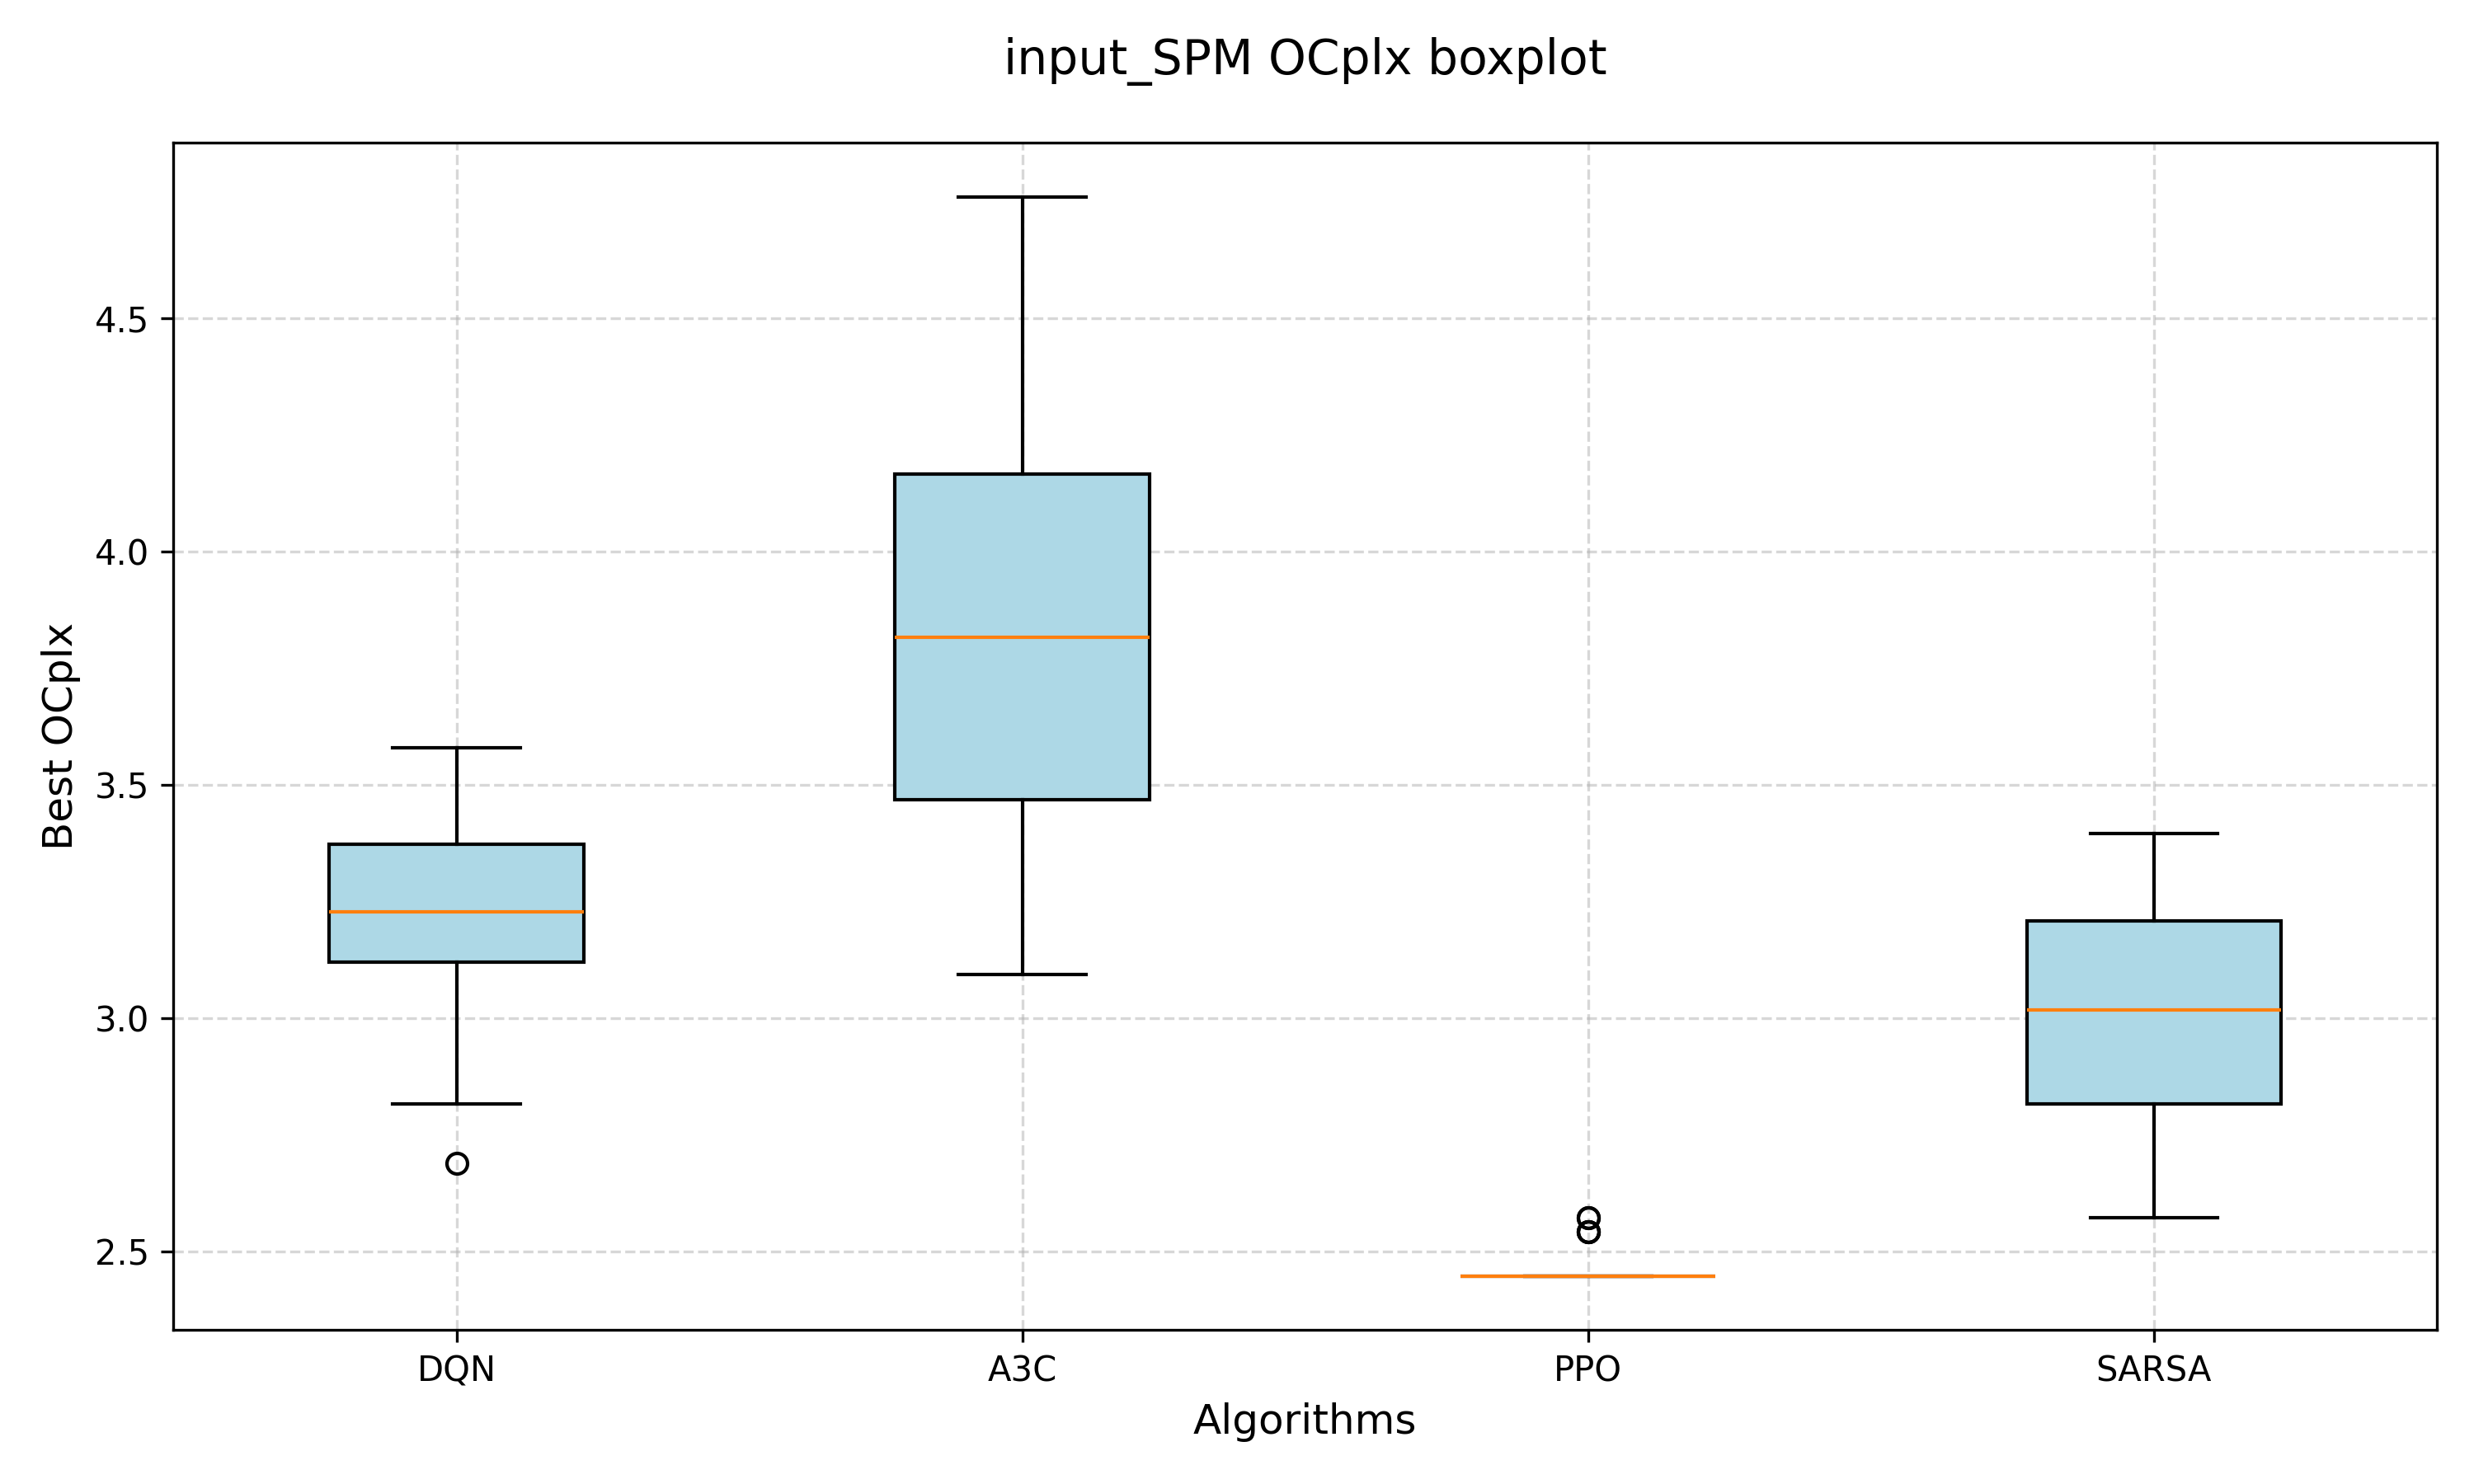 input_SPM OCplx boxplot
Best OCplx
4.5
4.0
3.5
3.0
2.5
DQN A3C PPO SARSA
Algorithms